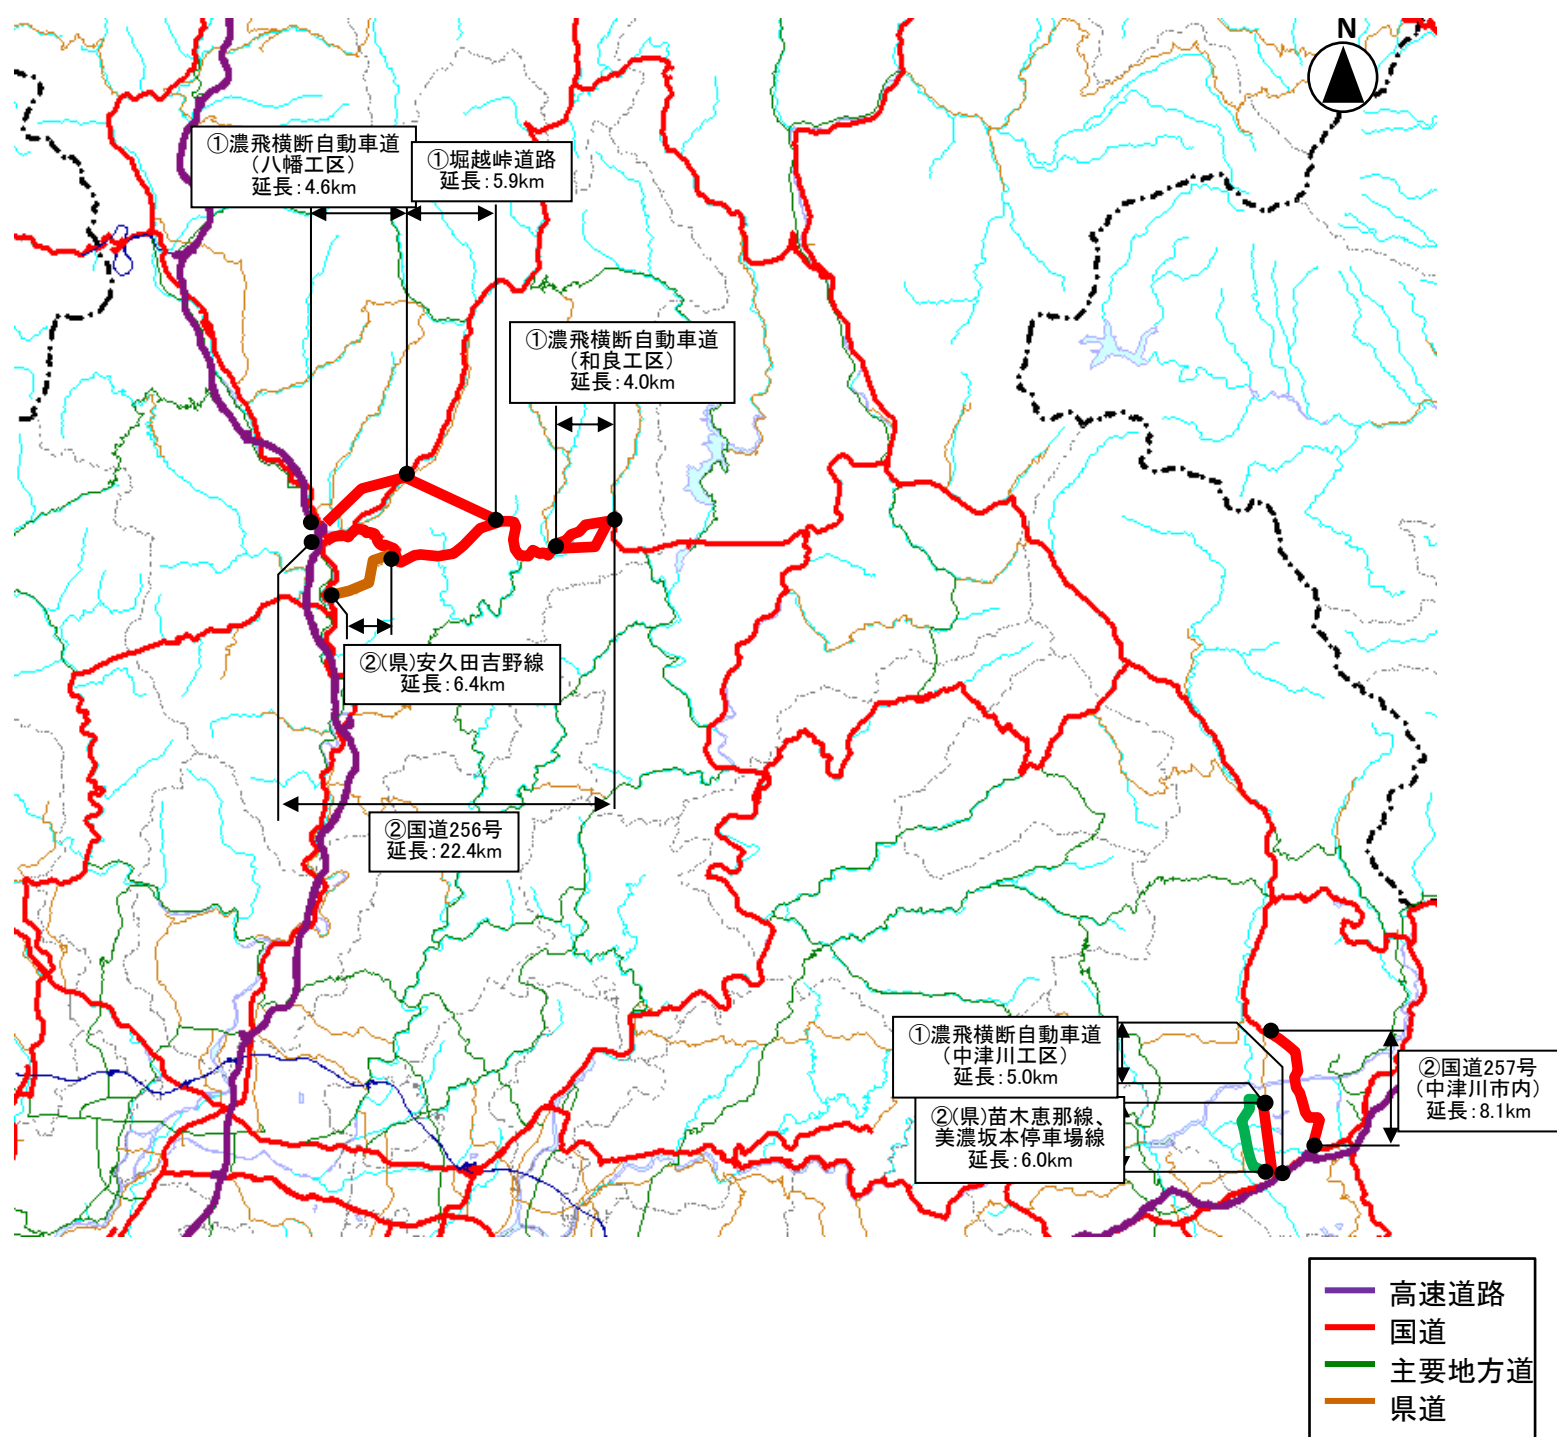 N
①濃飛横断自動車道
（八幡工区）
延長：4.6km
①堀越峠道路
延長：5.9km
①濃飛横断自動車道
（和良工区）
延長：4.0km
②(県)安久田吉野線
延長：6.4km
②国道256号
延長：22.4km
①濃飛横断自動車道
（中津川工区）
延長：5.0km
②(県)苗木恵那線、
美濃坂本停車場線
延長：6.0km
②国道257号
（中津川市内）
延長：8.1km
高速道路
国道
主要地方道
県道